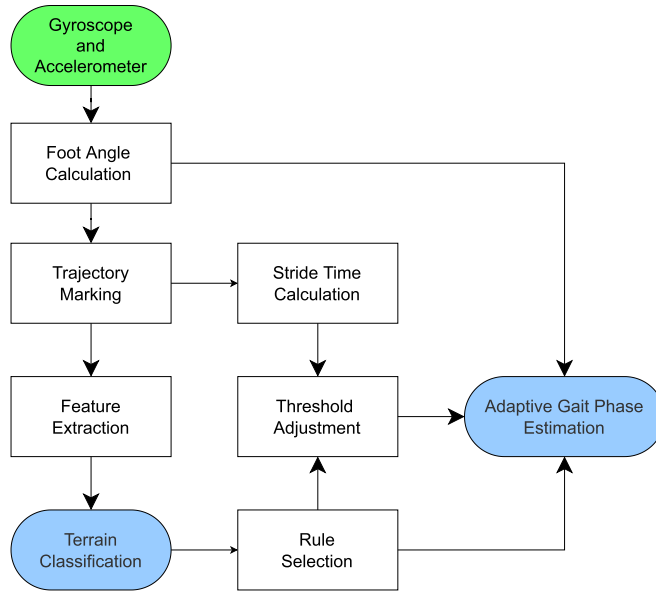 Gyroscope
and
Accelerometer
Foot Angle
Calculation
Trajectory
Marking
Stride Time
Calculation
Feature
Extraction
Threshold
Adjustment
Adaptive Gait Phase
Estimation
Terrain
Classification
Rule
Selection